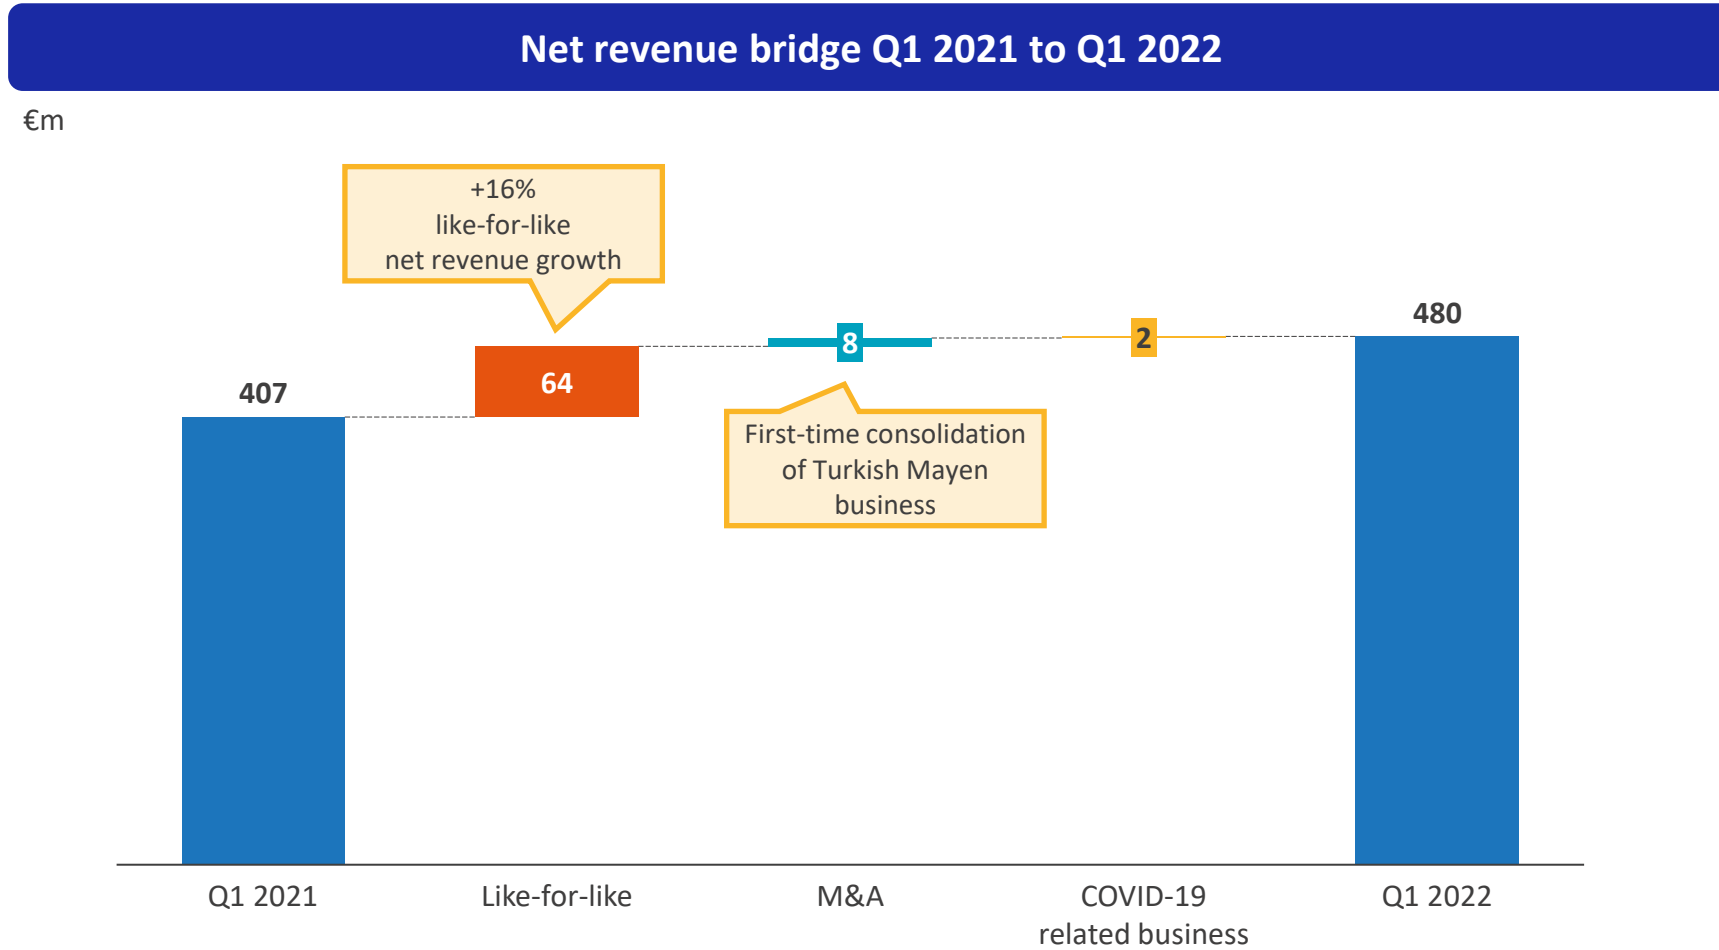 Net revenue bridge Q1 2021 to Q1 2022
€m
+16%
like-for-like
net revenue growth
407
64
8
2
480
First-time consolidation
of Turkish Mayen
business
Q1 2021
Like-for-like
M&A
COVID-19
related business
Q1 2022